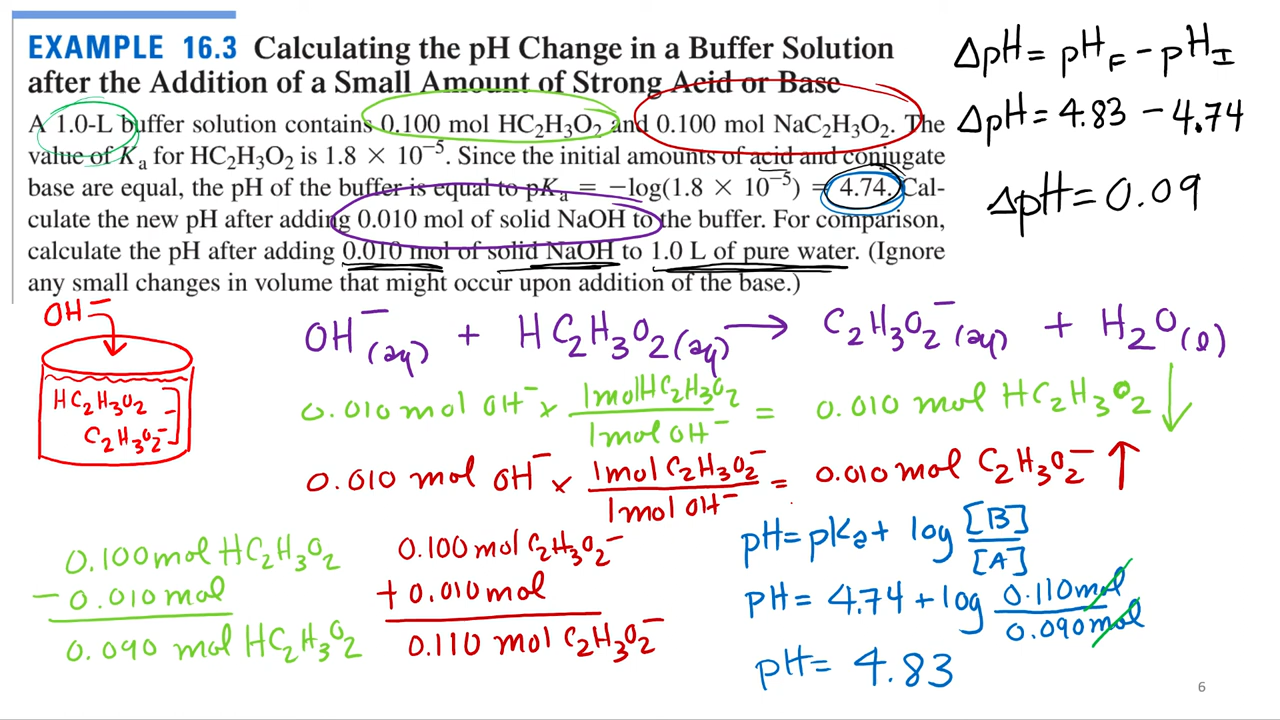 EXAMPLE 16.3 Calculating the pH Change in a Buffer Solution
after the Addition of a Small Amount of Strong Acid or Base
A 1.0-L buffer solution contains 0.100 mol HC₂H₃O₂ and 0.100 mol NaC₂H₃O₂. The
value of Kₐ for HC₂H₃O₂ is 1.8 × 10⁻⁵. Since the initial amounts of acid and conjugate
base are equal, the pH of the buffer is equal to pKₐ = −log(1.8 × 10⁻⁵) = 4.74. Cal-
culate the new pH after adding 0.010 mol of solid NaOH to the buffer. For comparison,
calculate the pH after adding 0.010 mol of solid NaOH to 1.0 L of pure water. (Ignore
any small changes in volume that might occur upon addition of the base.)
ΔpH = pH_F − pH_I
ΔpH = 4.83 − 4.74
ΔpH = 0.09
OH⁻
HC₂H₃O₂
C₂H₃O₂⁻
OH⁻(aq) + HC₂H₃O₂(aq) → C₂H₃O₂⁻(aq) + H₂O(l)
0.010 mol OH⁻ × 1mol HC₂H₃O₂ / 1mol OH⁻ = 0.010 mol HC₂H₃O₂ ↓
0.010 mol OH⁻ × 1mol C₂H₃O₂⁻ / 1mol OH⁻ = 0.010 mol C₂H₃O₂⁻ ↑
0.100 mol HC₂H₃O₂
− 0.010 mol
0.090 mol HC₂H₃O₂
0.100 mol C₂H₃O₂⁻
+ 0.010 mol
0.110 mol C₂H₃O₂⁻
pH = pKa + log [B] / [A]
pH = 4.74 + log 0.110 mol / 0.090 mol
pH = 4.83
6